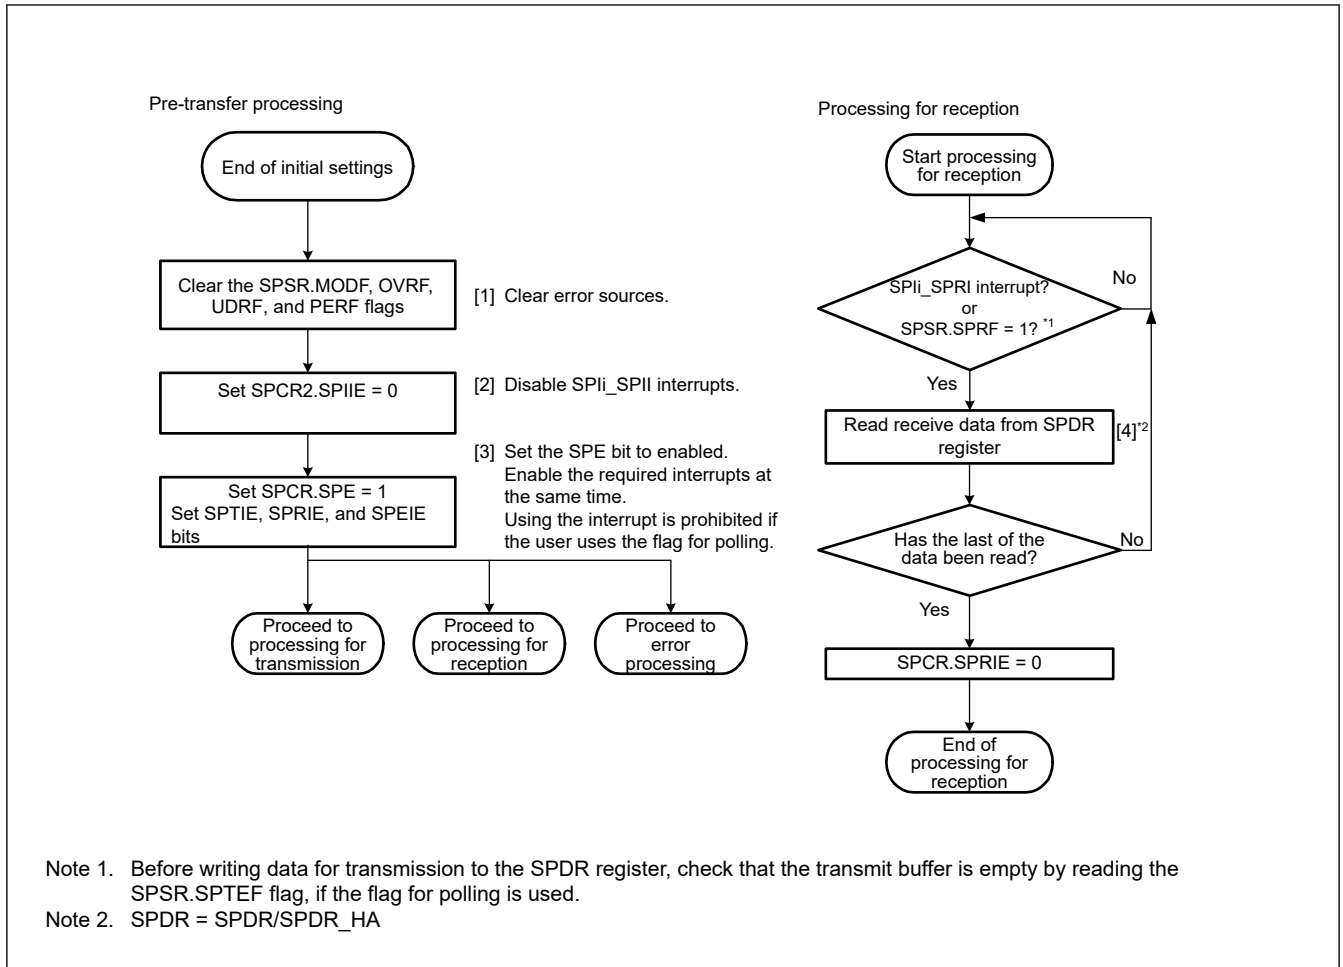 Pre-transfer processing
End of initial settings
Clear the SPSR.MODF, OVRF,
UDRF, and PERF flags
[1] Clear error sources.
Set SPCR2.SPIIE = 0
[2] Disable SPIi_SPII interrupts.
Set SPCR.SPE = 1
Set SPTIE, SPRIE, and SPEIE
bits
[3] Set the SPE bit to enabled.
Enable the required interrupts at
the same time.
Using the interrupt is prohibited if
the user uses the flag for polling.
Proceed to
processing for
transmission
Proceed to
processing for
reception
Proceed to
error
processing
Processing for reception
Start processing
for reception
SPIi_SPRI interrupt?
or
SPSR.SPRF = 1? *1
No
Yes
Read receive data from SPDR
register
[4]*2
Has the last of the
data been read?
No
Yes
SPCR.SPRIE = 0
End of
processing for
reception
Note 1. Before writing data for transmission to the SPDR register, check that the transmit buffer is empty by reading the
SPSR.SPTEF flag, if the flag for polling is used.
Note 2. SPDR = SPDR/SPDR_HA